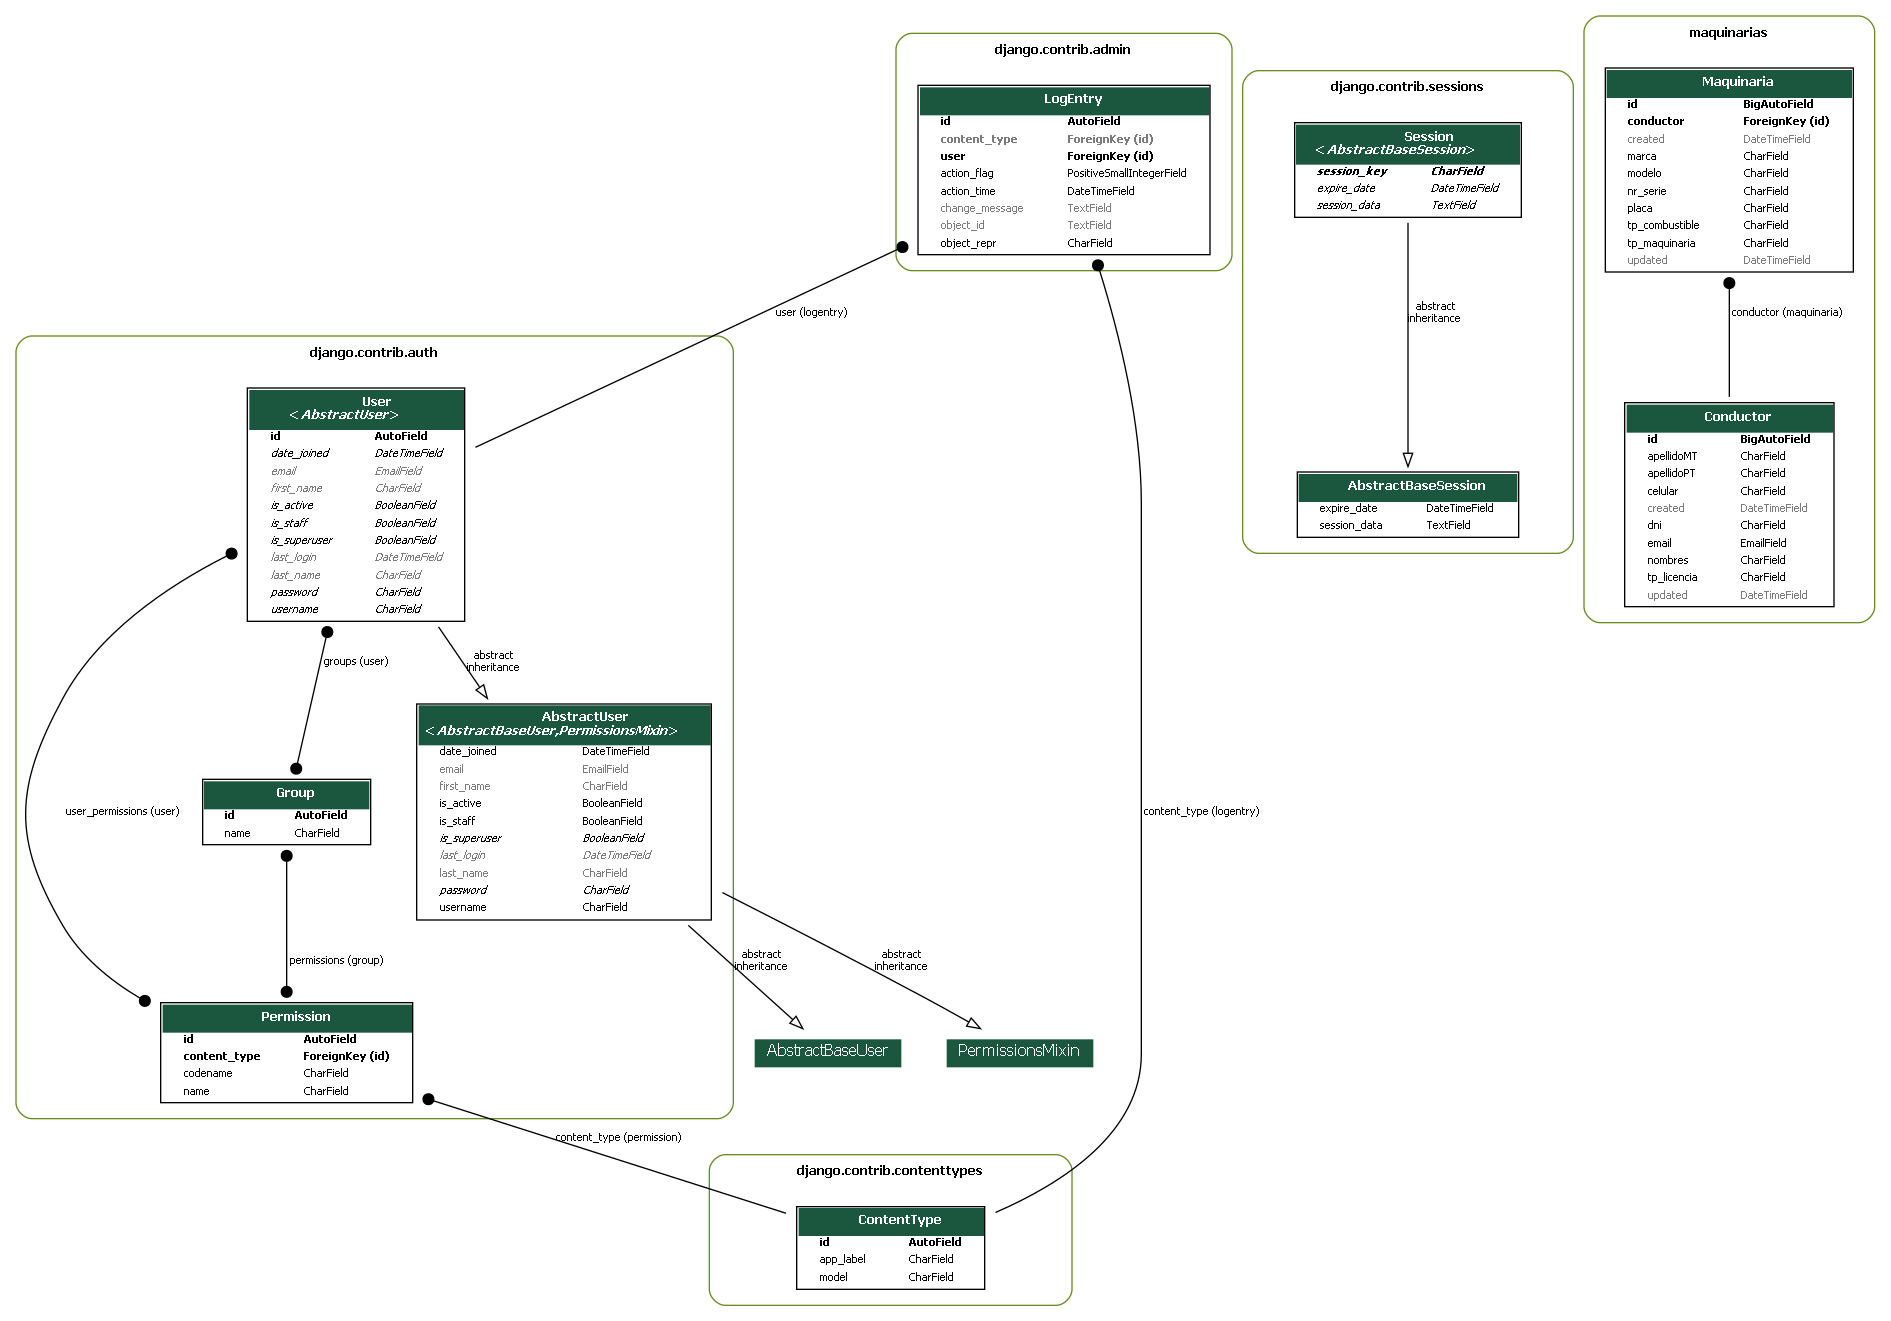 django.contrib.admin
LogEntry
id AutoField
content_type ForeignKey (id)
user ForeignKey (id)
action_flag PositiveSmallIntegerField
action_time DateTimeField
change_message TextField
object_id TextField
object_repr CharField
django.contrib.sessions
Session
<AbstractBaseSession>
session_key CharField
expire_date DateTimeField
session_data TextField
abstract
inheritance
AbstractBaseSession
expire_date DateTimeField
session_data TextField
maquinarias
Maquinaria
id BigAutoField
conductor ForeignKey (id)
created DateTimeField
marca CharField
modelo CharField
nr_serie CharField
placa CharField
tp_combustible CharField
tp_maquinaria CharField
updated DateTimeField
conductor (maquinaria)
Conductor
id BigAutoField
apellidoMT CharField
apellidoPT CharField
celular CharField
created DateTimeField
dni CharField
email EmailField
nombres CharField
tp_licencia CharField
updated DateTimeField
user (logentry)
django.contrib.auth
User
<AbstractUser>
id AutoField
date_joined DateTimeField
email EmailField
first_name CharField
is_active BooleanField
is_staff BooleanField
is_superuser BooleanField
last_login DateTimeField
last_name CharField
password CharField
username CharField
groups (user)
abstract
inheritance
AbstractUser
<AbstractBaseUser,PermissionsMixin>
date_joined DateTimeField
email EmailField
first_name CharField
is_active BooleanField
is_staff BooleanField
is_superuser BooleanField
last_login DateTimeField
last_name CharField
password CharField
username CharField
Group
id AutoField
name CharField
user_permissions (user)
content_type (logentry)
permissions (group)
abstract
inheritance
abstract
inheritance
Permission
id AutoField
content_type ForeignKey (id)
codename CharField
name CharField
AbstractBaseUser
PermissionsMixin
content_type (permission)
django.contrib.contenttypes
ContentType
id AutoField
app_label CharField
model CharField